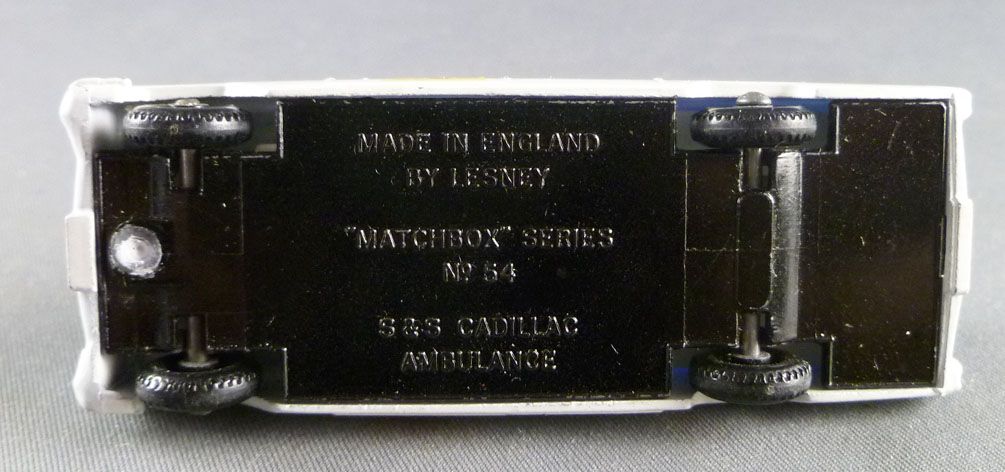 MADE IN ENGLAND
BY LESNEY
"MATCHBOX" SERIES
No 54
S&S CADILLAC
AMBULANCE